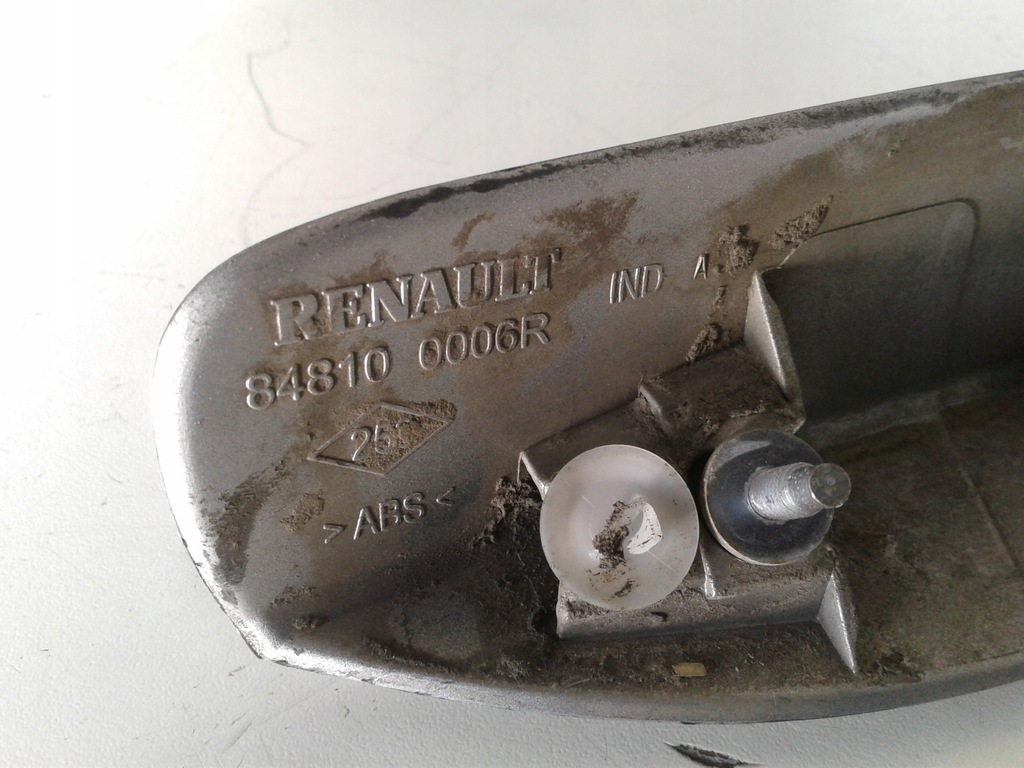 RENAULT IND A
84810 0006R
>ABS<